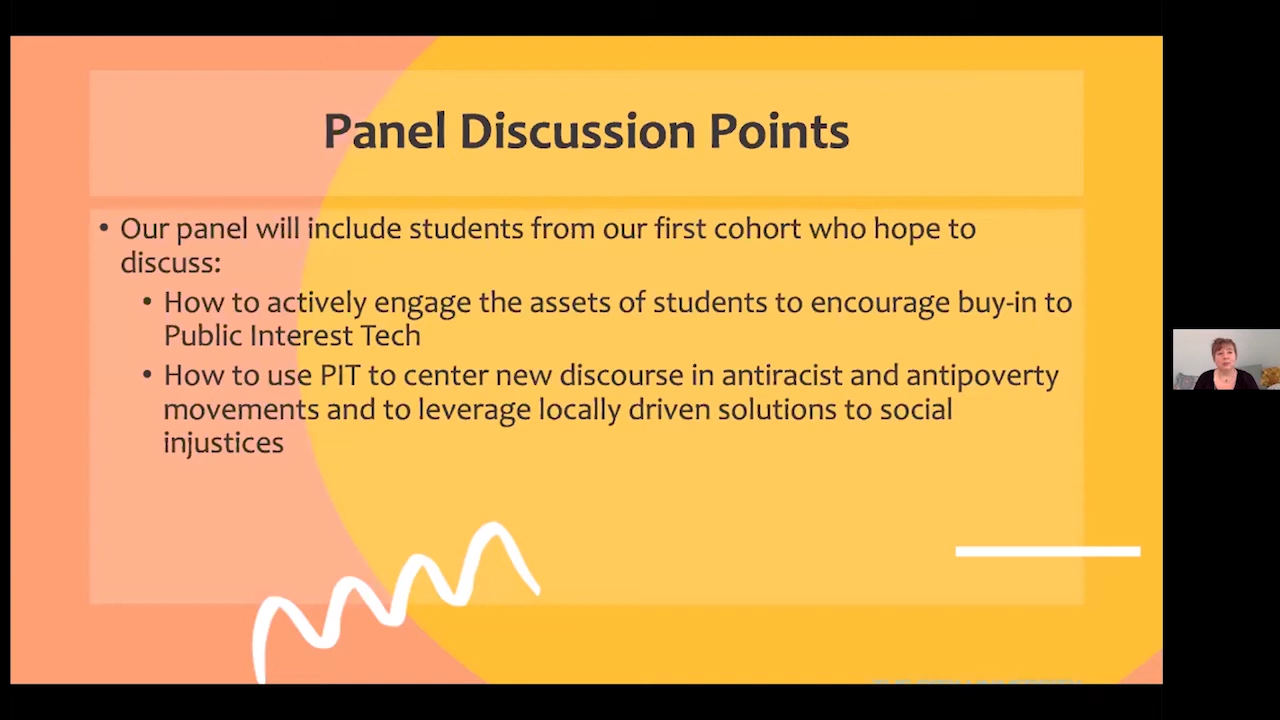 Panel Discussion Points
• Our panel will include students from our first cohort who hope to
discuss:
• How to actively engage the assets of students to encourage buy-in to
Public Interest Tech
• How to use PIT to center new discourse in antiracist and antipoverty
movements and to leverage locally driven solutions to social
injustices